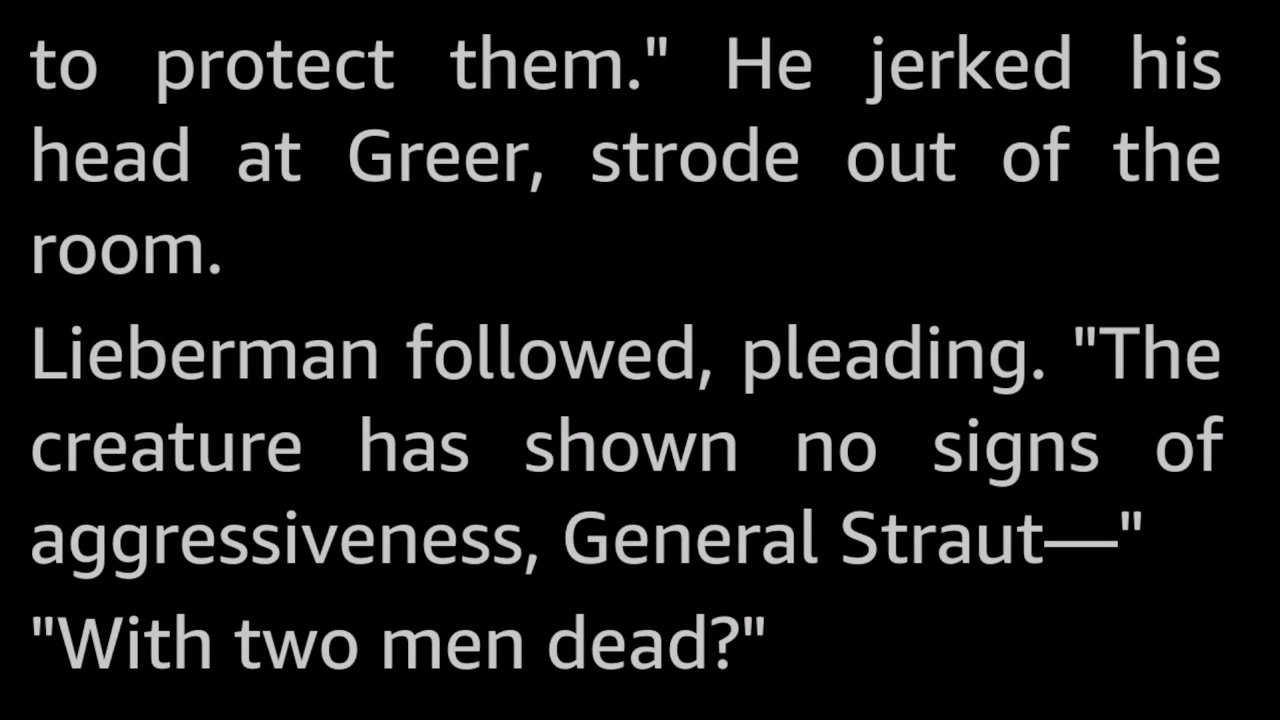 to protect them." He jerked his
head at Greer, strode out of the
room.
Lieberman followed, pleading. "The
creature has shown no signs of
aggressiveness, General Straut—"
"With two men dead?"